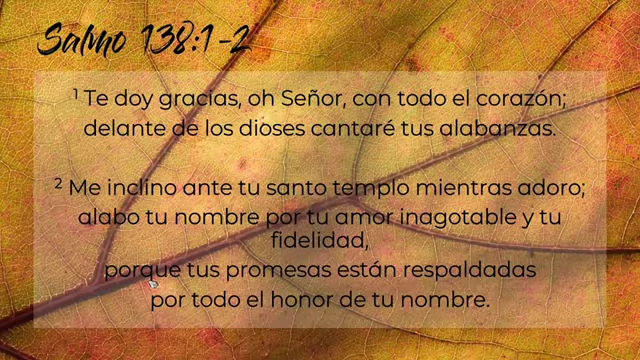 Salmo 138:1-2
¹ Te doy gracias, oh Señor, con todo el corazón;
delante de los dioses cantaré tus alabanzas.
² Me inclino ante tu santo templo mientras adoro;
alabo tu nombre por tu amor inagotable y tu
fidelidad,
porque tus promesas están respaldadas
por todo el honor de tu nombre.